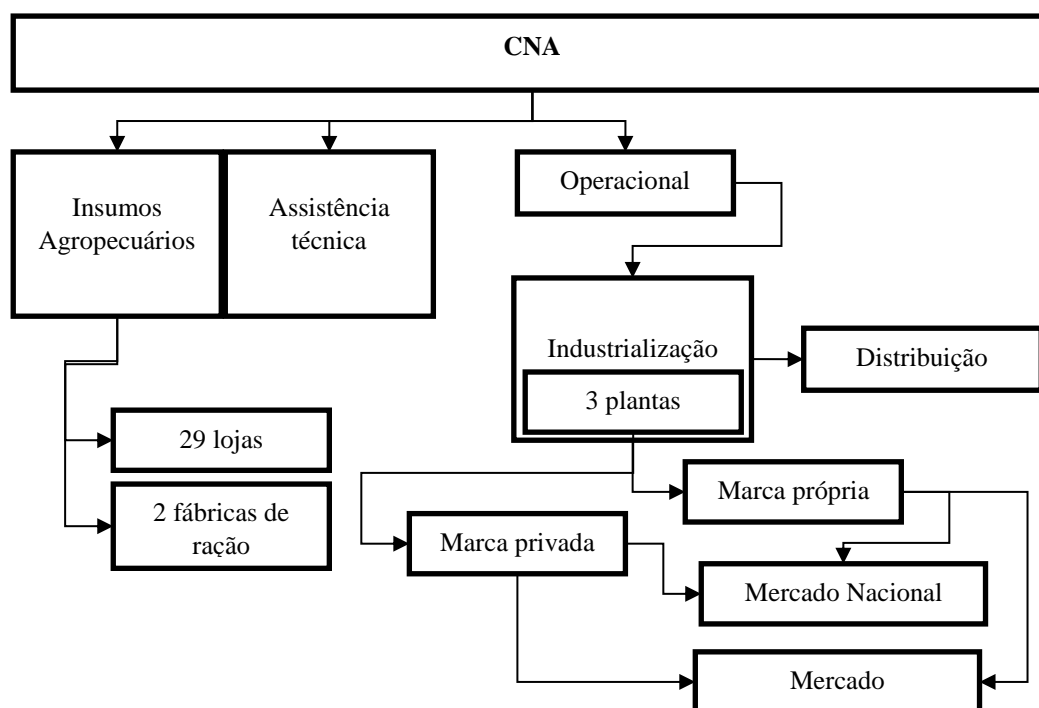 CNA
Insumos
Agropecuários
Assistência
técnica
Operacional
Industrialização
3 plantas
Distribuição
29 lojas
2 fábricas de
ração
Marca própria
Marca privada
Mercado Nacional
Mercado